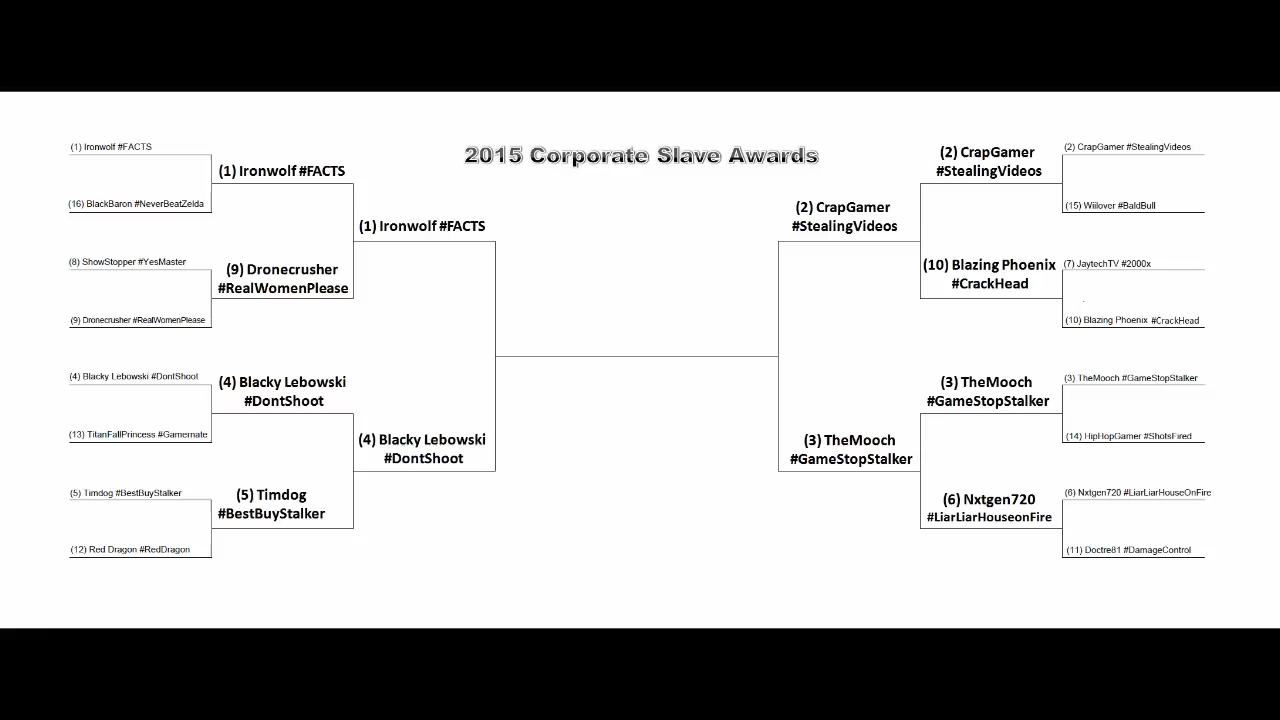 2015 Corporate Slave Awards
(1) Ironwolf #FACTS
(16) BlackBaron #NeverBeatZelda
(8) ShowStopper #YesMaster
(9) Dronecrusher #RealWomenPlease
(4) Blacky Lebowski #DontShoot
(13) TitanFallPrincess #Gamernate
(5) Timdog #BestBuyStalker
(12) Red Dragon #RedDragon
(1) Ironwolf #FACTS
(9) Dronecrusher
#RealWomenPlease
(4) Blacky Lebowski
#DontShoot
(5) Timdog
#BestBuyStalker
(1) Ironwolf #FACTS
(4) Blacky Lebowski
#DontShoot
(2) CrapGamer
#StealingVideos
(3) TheMooch
#GameStopStalker
(2) CrapGamer
#StealingVideos
(10) Blazing Phoenix
#CrackHead
(3) TheMooch
#GameStopStalker
(6) Nxtgen720
#LiarLiarHouseonFire
(2) CrapGamer #StealingVideos
(15) Wiilover #BaldBull
(7) JaytechTV #2000x
(10) Blazing Phoenix #CrackHead
(3) TheMooch #GameStopStalker
(14) HipHopGamer #ShotsFired
(6) Nxtgen720 #LiarLiarHouseOnFire
(11) Doctre81 #DamageControl